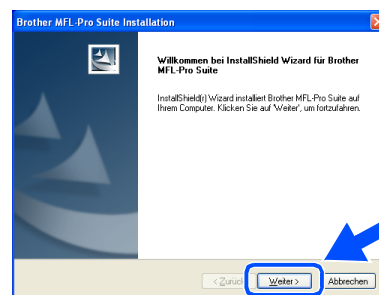 Brother MFL-Pro Suite Installation
Willkommen bei InstallShield Wizard für Brother
MFL-Pro Suite
InstallShield(r) Wizard installiert Brother MFL-Pro Suite auf
Ihrem Computer. Klicken Sie auf 'Weiter', um fortzufahren.
< Zurück Weiter > Abbrechen